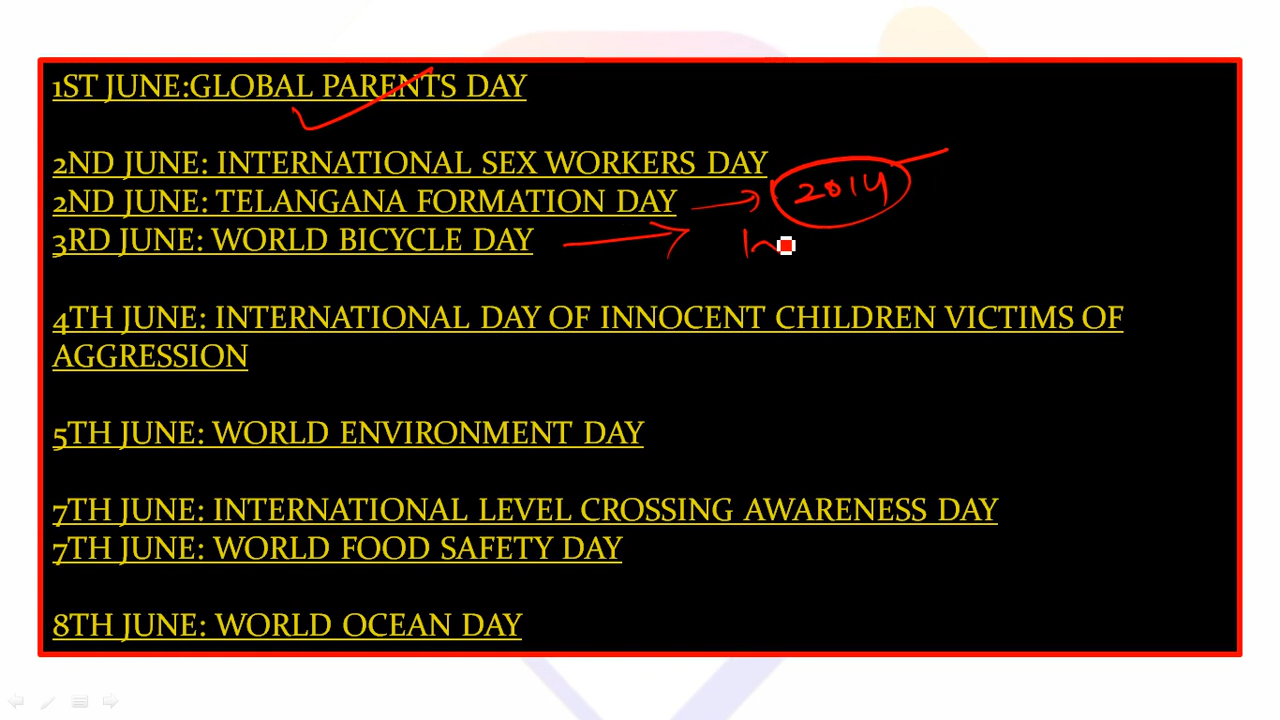 1ST JUNE:GLOBAL PARENTS DAY
2ND JUNE: INTERNATIONAL SEX WORKERS DAY
2ND JUNE: TELANGANA FORMATION DAY 2014
3RD JUNE: WORLD BICYCLE DAY
4TH JUNE: INTERNATIONAL DAY OF INNOCENT CHILDREN VICTIMS OF
AGGRESSION
5TH JUNE: WORLD ENVIRONMENT DAY
7TH JUNE: INTERNATIONAL LEVEL CROSSING AWARENESS DAY
7TH JUNE: WORLD FOOD SAFETY DAY
8TH JUNE: WORLD OCEAN DAY